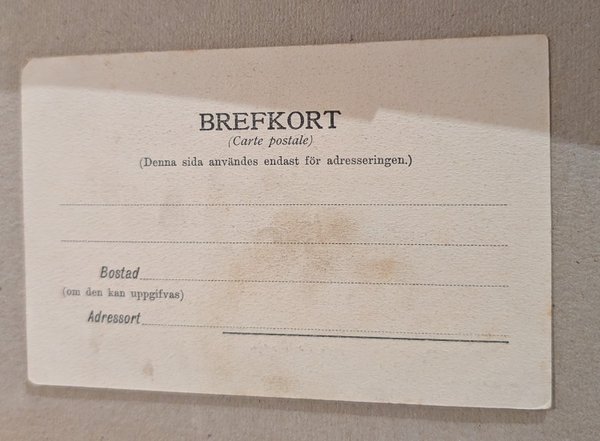 BREFKORT
(Carte postale)
(Denna sida användes endast för adresseringen.)
Bostad
(om den kan uppgifvas)
Adressort